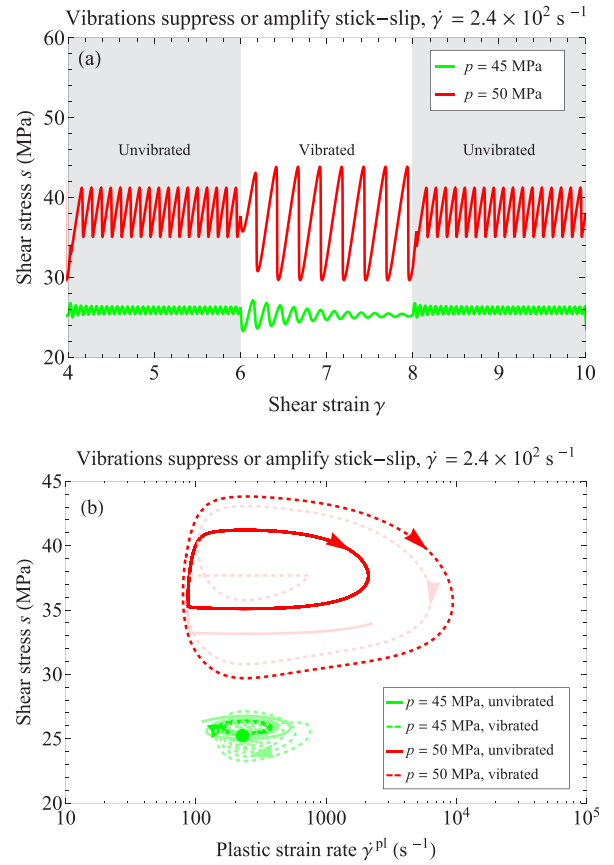 Vibrations suppress or amplify stick−slip, γ̇ = 2.4 × 10² s⁻¹
(a)
p = 45 MPa
p = 50 MPa
Unvibrated
Vibrated
Unvibrated
Shear stress s (MPa)
60
50
40
30
20
4 5 6 7 8 9 10
Shear strain γ
Vibrations suppress or amplify stick−slip, γ̇ = 2.4 × 10² s⁻¹
(b)
Shear stress s (MPa)
45
40
35
30
25
20
p = 45 MPa, unvibrated
p = 45 MPa, vibrated
p = 50 MPa, unvibrated
p = 50 MPa, vibrated
10 100 1000 10⁴ 10⁵
Plastic strain rate γ̇ᵖˡ (s⁻¹)